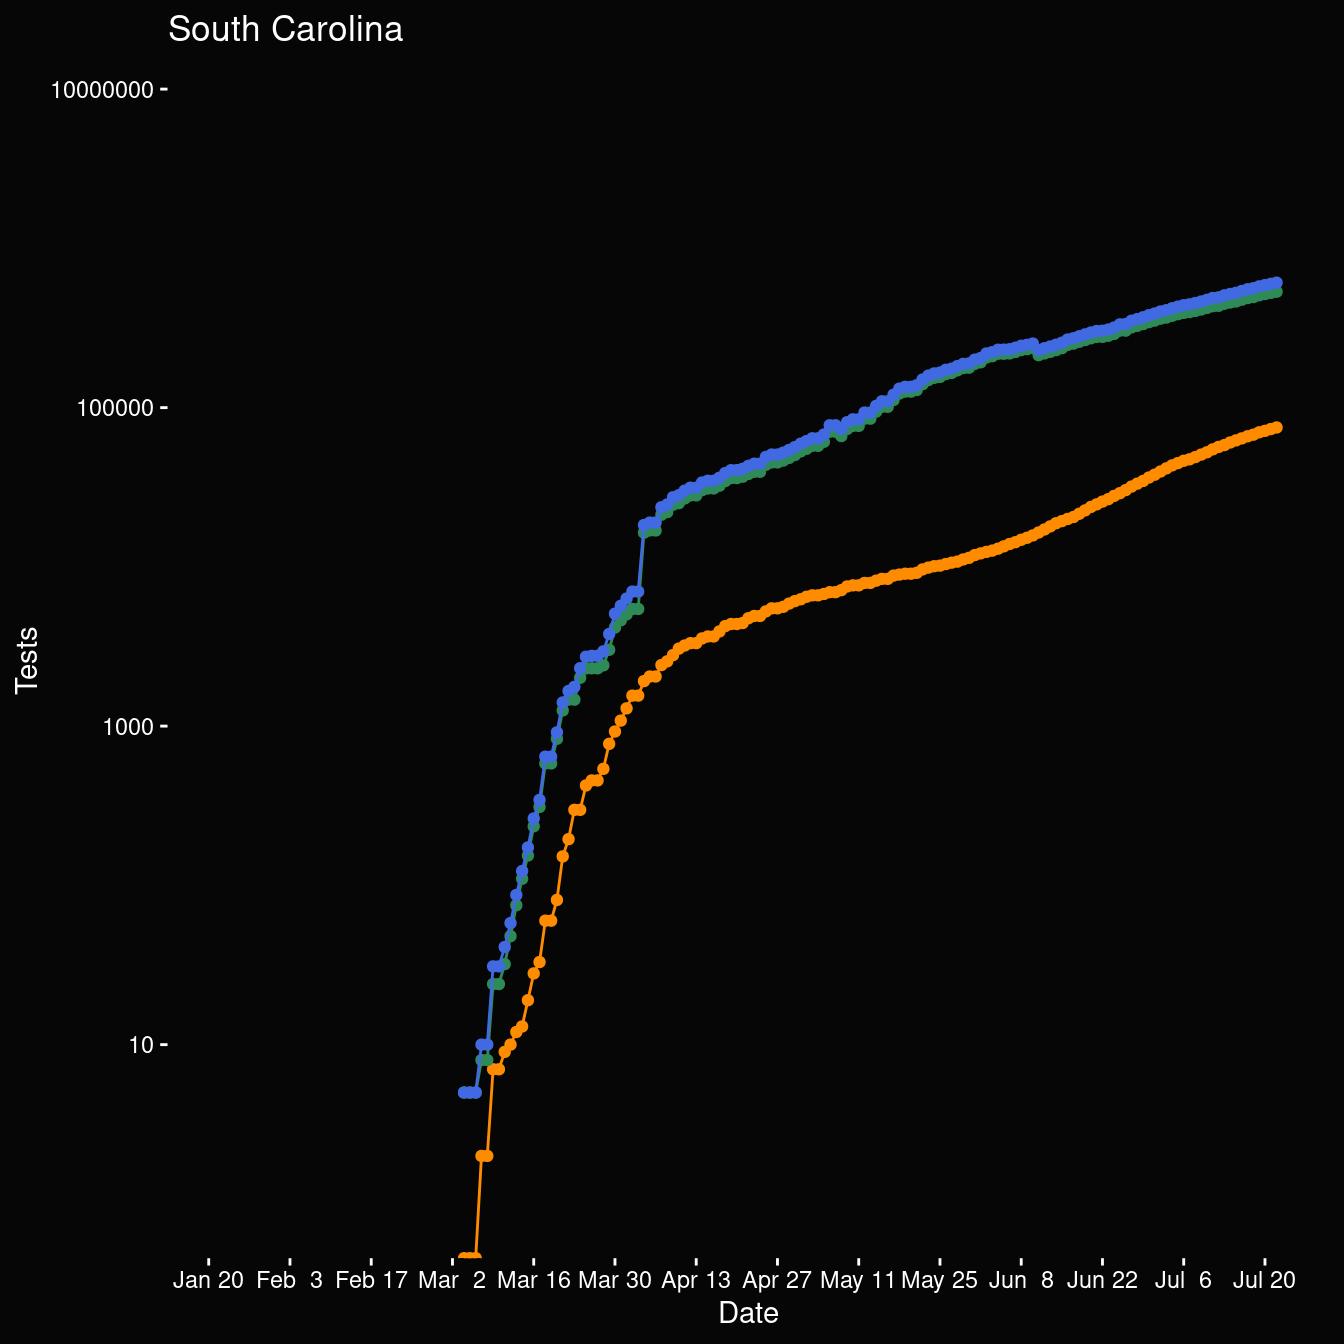 South Carolina
10000000
100000
1000
10
Tests
Jan 20 Feb 3 Feb 17 Mar 2 Mar 16 Mar 30 Apr 13 Apr 27 May 11 May 25 Jun 8 Jun 22 Jul 6 Jul 20
Date